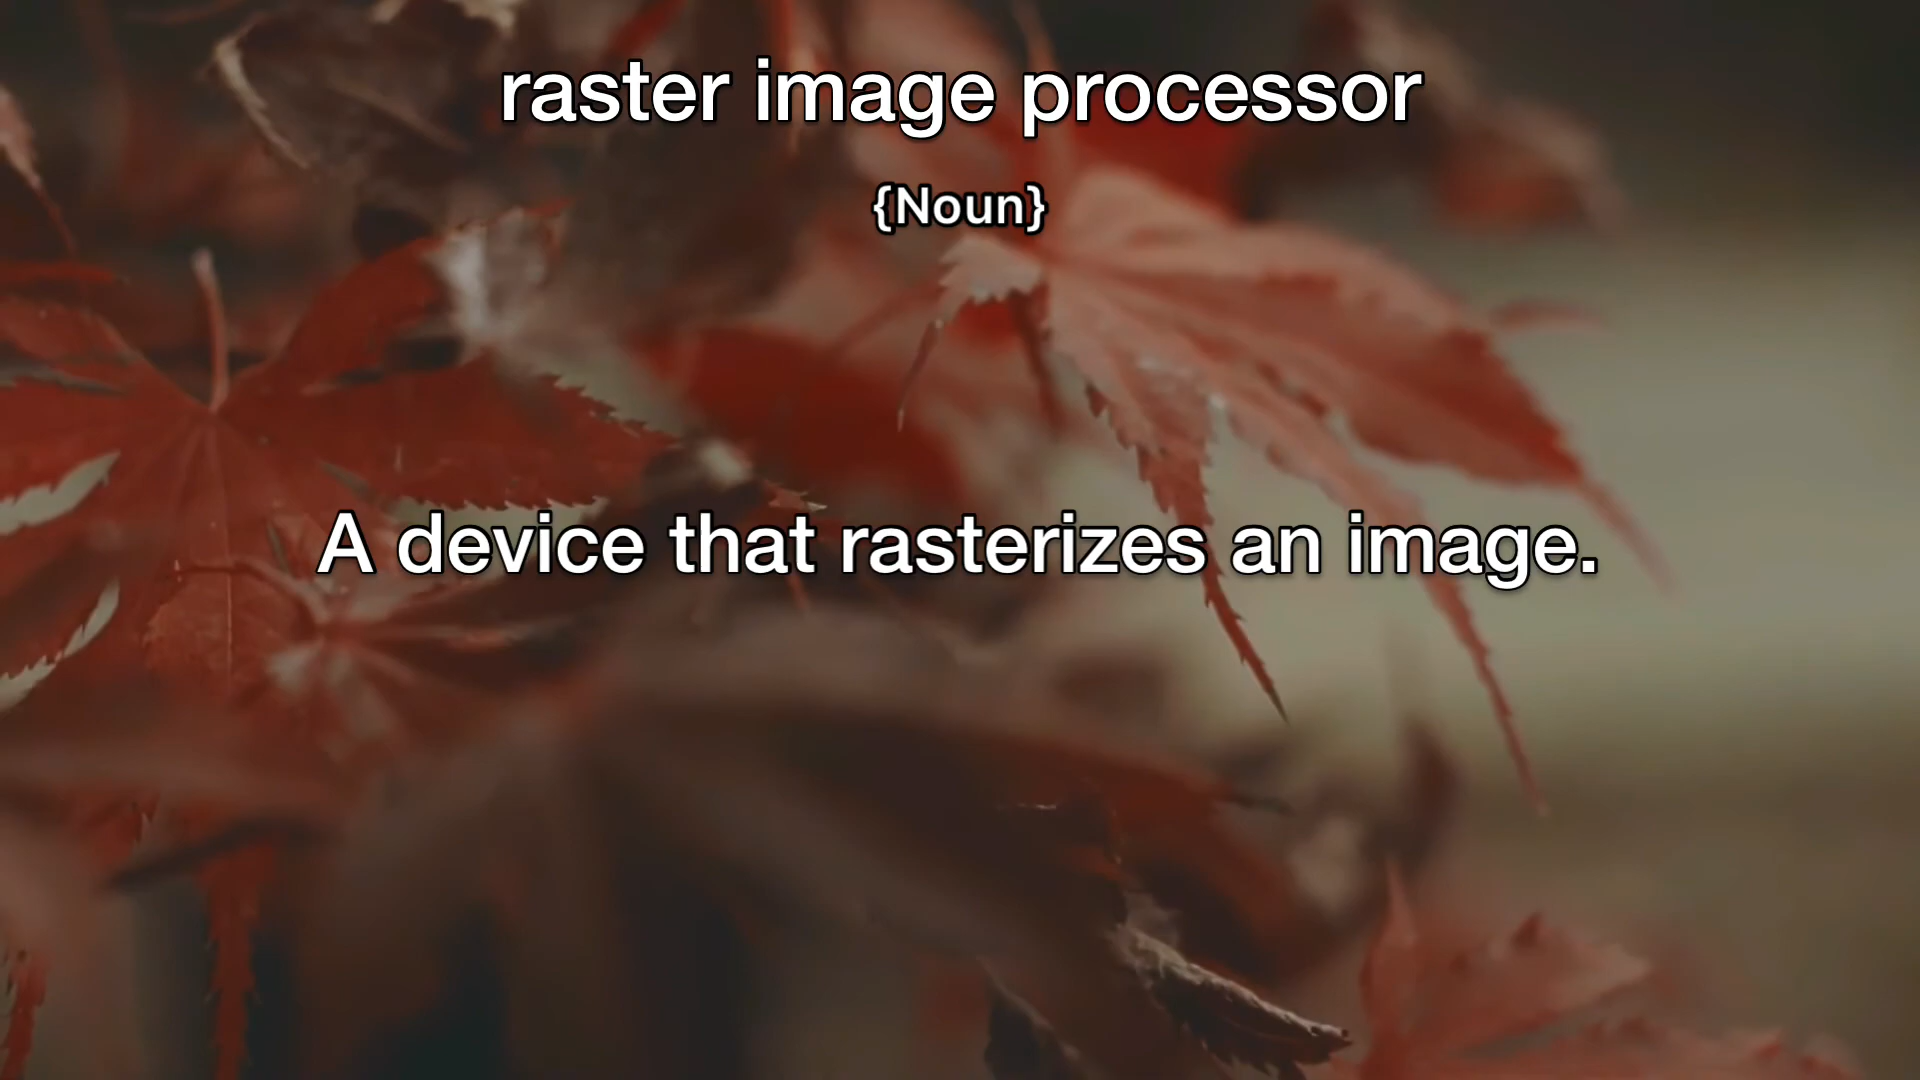 raster image processor
{Noun}
A device that rasterizes an image.